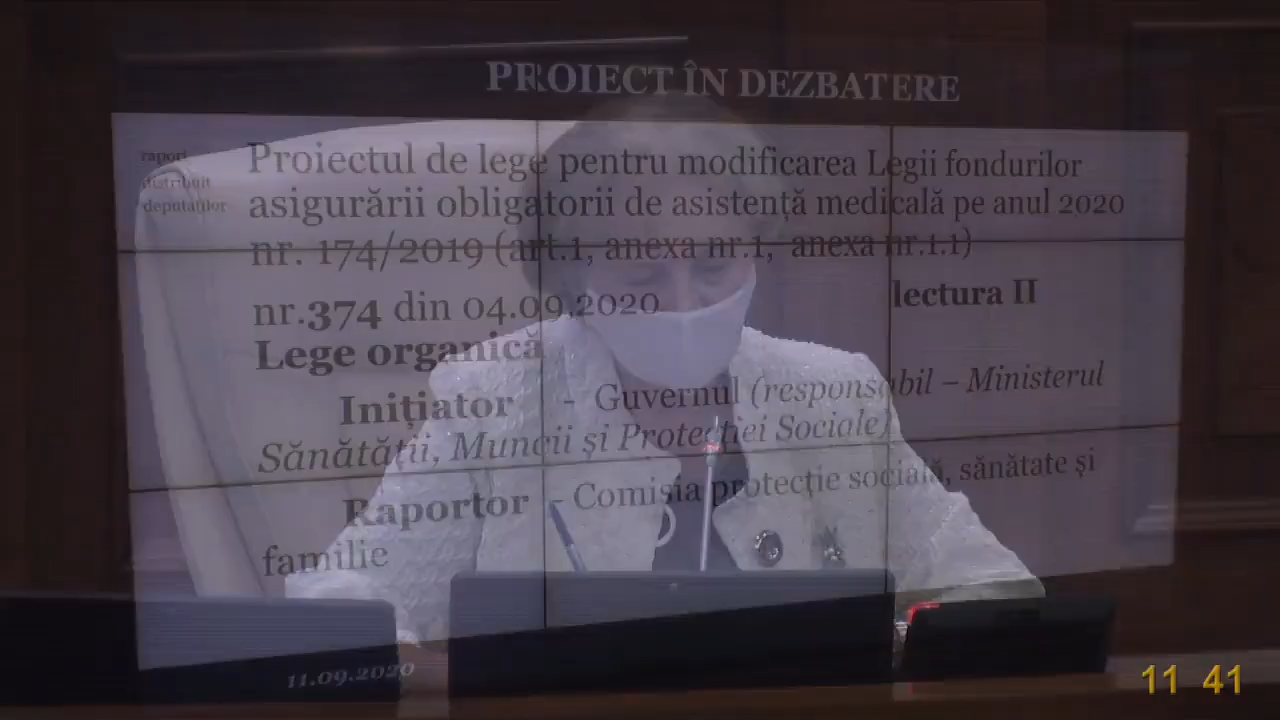 PROIECT ÎN DEZBATERE
raport
distribuit
deputaților
Proiectul de lege pentru modificarea Legii fondurilor
asigurării obligatorii de asistență medicală pe anul 2020
nr. 174/2019 (art.1, anexa nr.1, anexa nr.1.1)
nr.374 din 04.09.2020
lectura II
Lege organică
Inițiator - Guvernul (responsabil – Ministerul
Sănătății, Muncii și Protecției Sociale)
Raportor - Comisia protecție socială, sănătate și
familie
11.09.2020
11 41